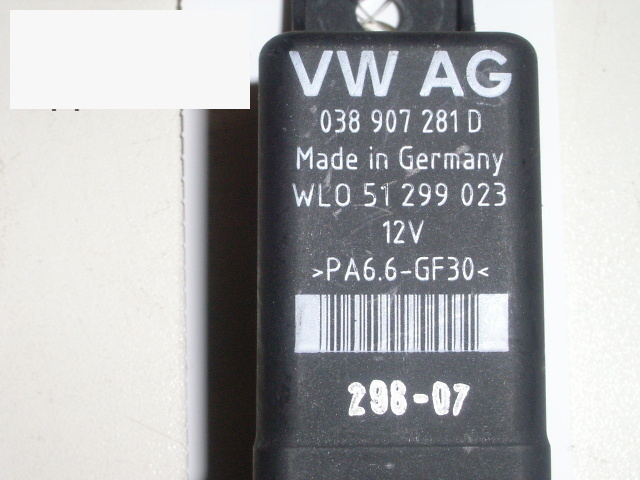 VW AG
038 907 281 D
Made in Germany
WLO 51 299 023
12V
>PA6.6-GF30<
298-07